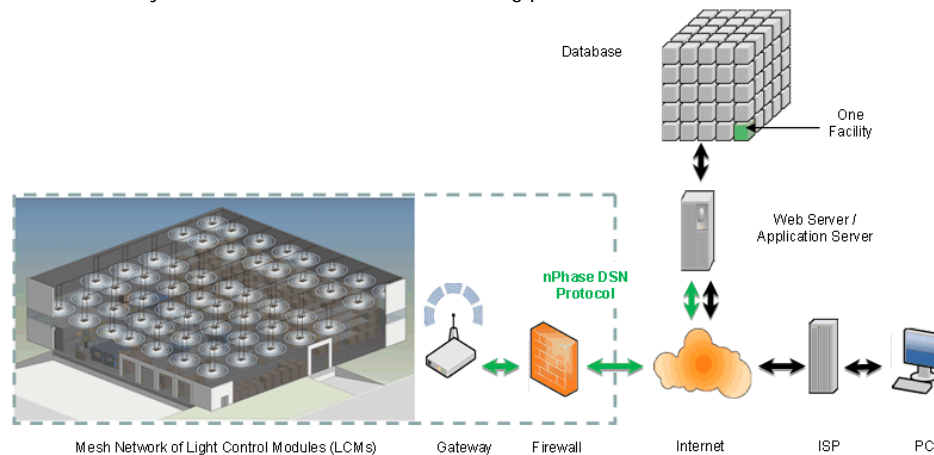 Database
One
Facility
Web Server /
Application Server
nPhase DSN
Protocol
Mesh Network of Light Control Modules (LCMs)
Gateway
Firewall
Internet
ISP
PC